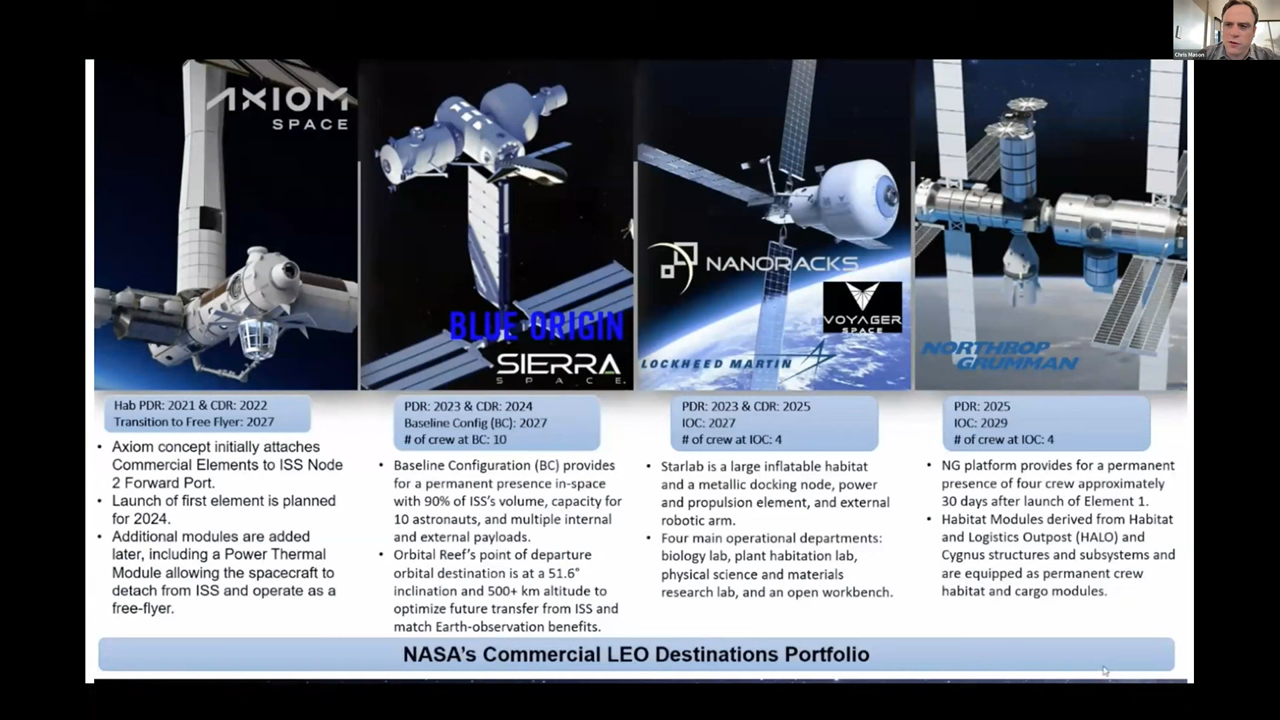 Chris Mason
AXIOM
SPACE
Hab PDR: 2021 & CDR: 2022
Transition to Free Flyer: 2027
• Axiom concept initially attaches
Commercial Elements to ISS Node
2 Forward Port.
• Launch of first element is planned
for 2024.
• Additional modules are added
later, including a Power Thermal
Module allowing the spacecraft to
detach from ISS and operate as a
free-flyer.
BLUE ORIGIN
SIERRA
SPACE
PDR: 2023 & CDR: 2024
Baseline Config (BC): 2027
# of crew at BC: 10
• Baseline Configuration (BC) provides
for a permanent presence in-space
with 90% of ISS's volume, capacity for
10 astronauts, and multiple internal
and external payloads.
• Orbital Reef's point of departure
orbital destination is at a 51.6°
inclination and 500+ km altitude to
optimize future transfer from ISS and
match Earth-observation benefits.
NANORACKS
VOYAGER
SPACE
LOCKHEED MARTIN
PDR: 2023 & CDR: 2025
IOC: 2027
# of crew at IOC: 4
• Starlab is a large inflatable habitat
and a metallic docking node, power
and propulsion element, and external
robotic arm.
• Four main operational departments:
biology lab, plant habitation lab,
physical science and materials
research lab, and an open workbench.
NORTHROP
GRUMMAN
PDR: 2025
IOC: 2029
# of crew at IOC: 4
• NG platform provides for a permanent
presence of four crew approximately
30 days after launch of Element 1.
• Habitat Modules derived from Habitat
and Logistics Outpost (HALO) and
Cygnus structures and subsystems and
are equipped as permanent crew
habitat and cargo modules.
NASA's Commercial LEO Destinations Portfolio